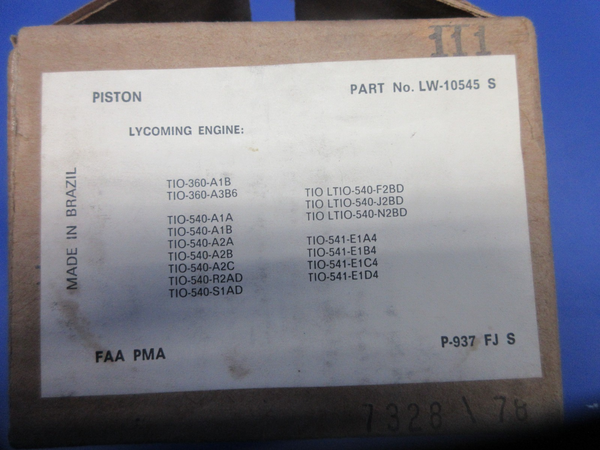 111
PISTON
PART No. LW-10545 S
LYCOMING ENGINE:
MADE IN BRAZIL
TIO-360-A1B
TIO-360-A3B6
TIO-540-A1A
TIO-540-A1B
TIO-540-A2A
TIO-540-A2B
TIO-540-A2C
TIO-540-R2AD
TIO-540-S1AD
TIO LTIO-540-F2BD
TIO LTIO-540-J2BD
TIO LTIO-540-N2BD
TIO-541-E1A4
TIO-541-E1B4
TIO-541-E1C4
TIO-541-E1D4
FAA PMA
P-937 FJ S
7328 \ 78